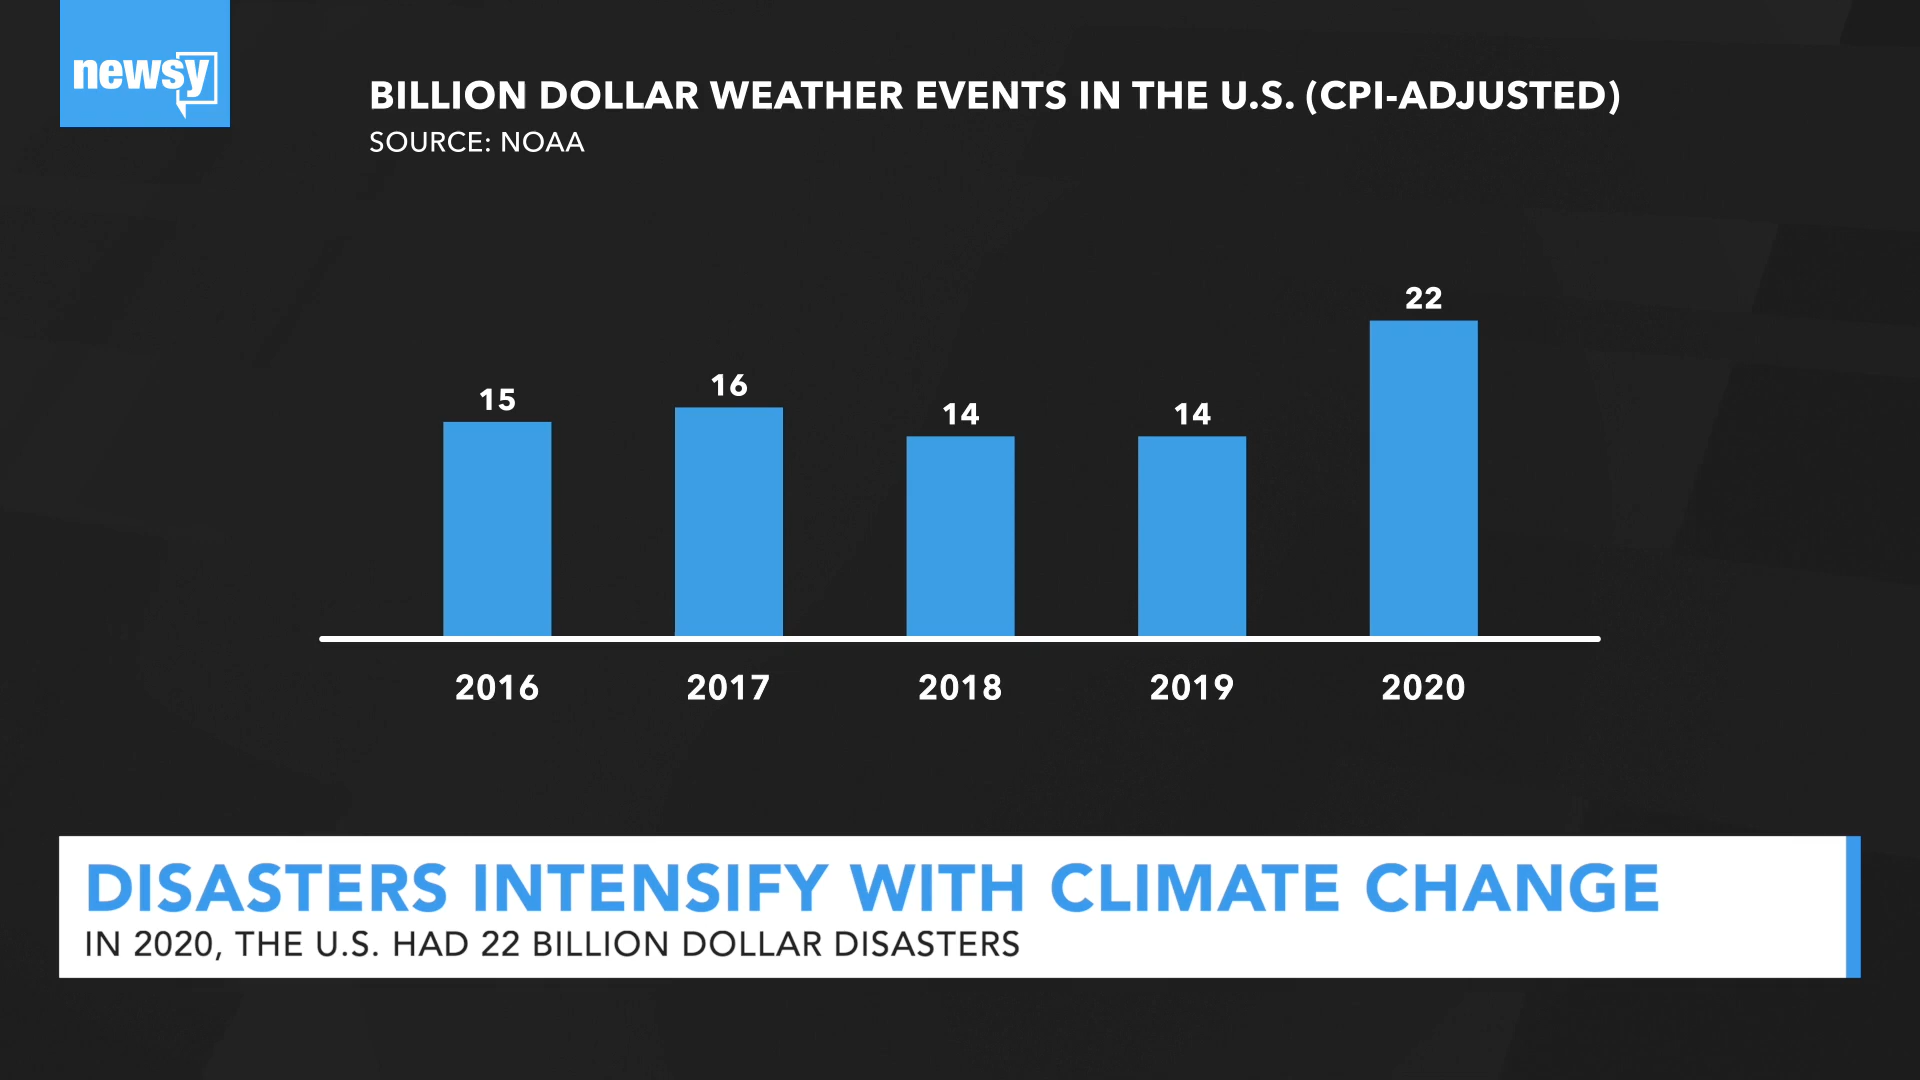 newsy
BILLION DOLLAR WEATHER EVENTS IN THE U.S. (CPI-ADJUSTED)
SOURCE: NOAA
15
16
14
14
22
2016
2017
2018
2019
2020
DISASTERS INTENSIFY WITH CLIMATE CHANGE
IN 2020, THE U.S. HAD 22 BILLION DOLLAR DISASTERS